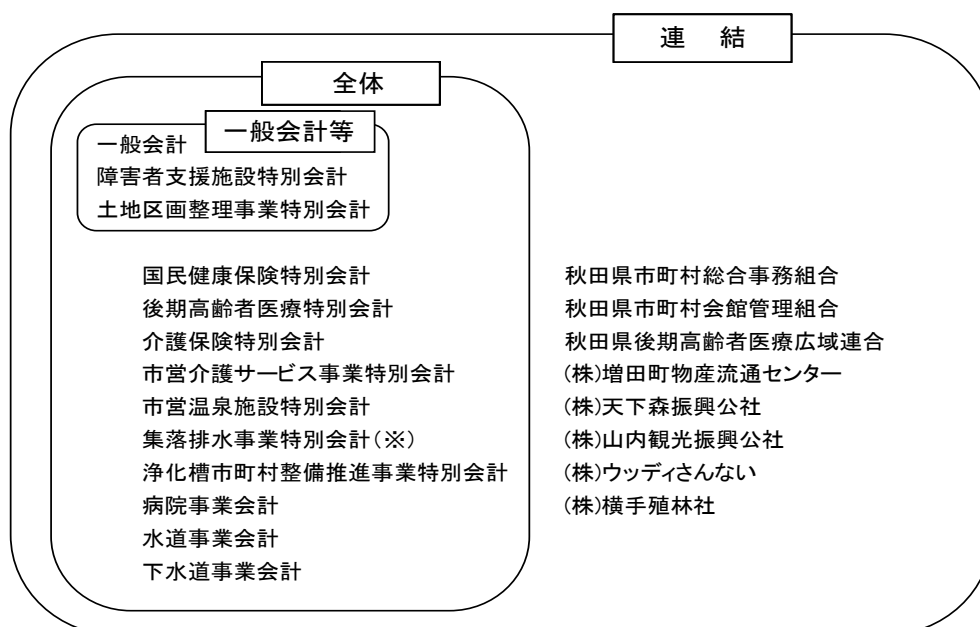 連　結
全体
一般会計等
一般会計
障害者支援施設特別会計
土地区画整理事業特別会計
国民健康保険特別会計
後期高齢者医療特別会計
介護保険特別会計
市営介護サービス事業特別会計
市営温泉施設特別会計
集落排水事業特別会計(※)
浄化槽市町村整備推進事業特別会計
病院事業会計
水道事業会計
下水道事業会計
秋田県市町村総合事務組合
秋田県市町村会館管理組合
秋田県後期高齢者医療広域連合
(株)増田町物産流通センター
(株)天下森振興公社
(株)山内観光振興公社
(株)ウッディさんない
(株)横手殖林社